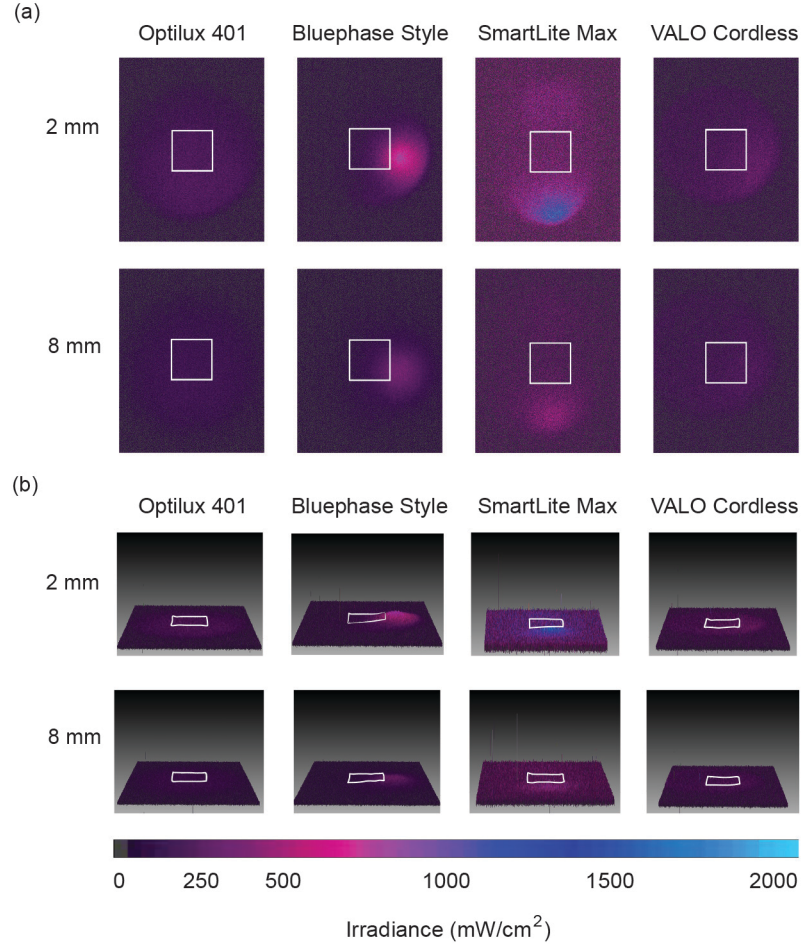 (a)
Optilux 401 Bluephase Style SmartLite Max VALO Cordless
2 mm
8 mm
(b)
Optilux 401 Bluephase Style SmartLite Max VALO Cordless
2 mm
8 mm
0 250 500 1000 1500 2000
Irradiance (mW/cm²)